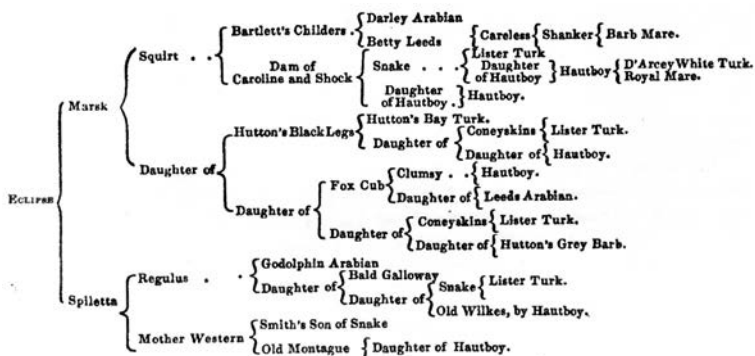 Darley Arabian
Bartlett's Childers .
Betty Leeds Careless Shanker Barb Mare.
Squirt . .
Lister Turk
Dam of Snake . . . Daughter
Caroline and Shock of Hautboy Hautboy D'Arcey White Turk.
Royal Mare.
Daughter
of Hautboy . Hautboy.
Marsk
Hutton's Bay Turk.
Hutton's Black Legs
Daughter of Coneyskins Lister Turk.
Daughter of Hautboy.
Daughter of
Clumsy . . Hautboy.
Fox Cub
Daughter of Leeds Arabian.
Daughter of
Coneyskins Lister Turk.
Daughter of
Daughter of Hutton's Grey Barb.
ECLIPSE
Godolphin Arabian
Regulus . .
Daughter of Bald Galloway
Daughter of Snake Lister Turk.
Old Wilkes, by Hautboy.
Spiletta
Smith's Son of Snake
Mother Western
Old Montague Daughter of Hautboy.